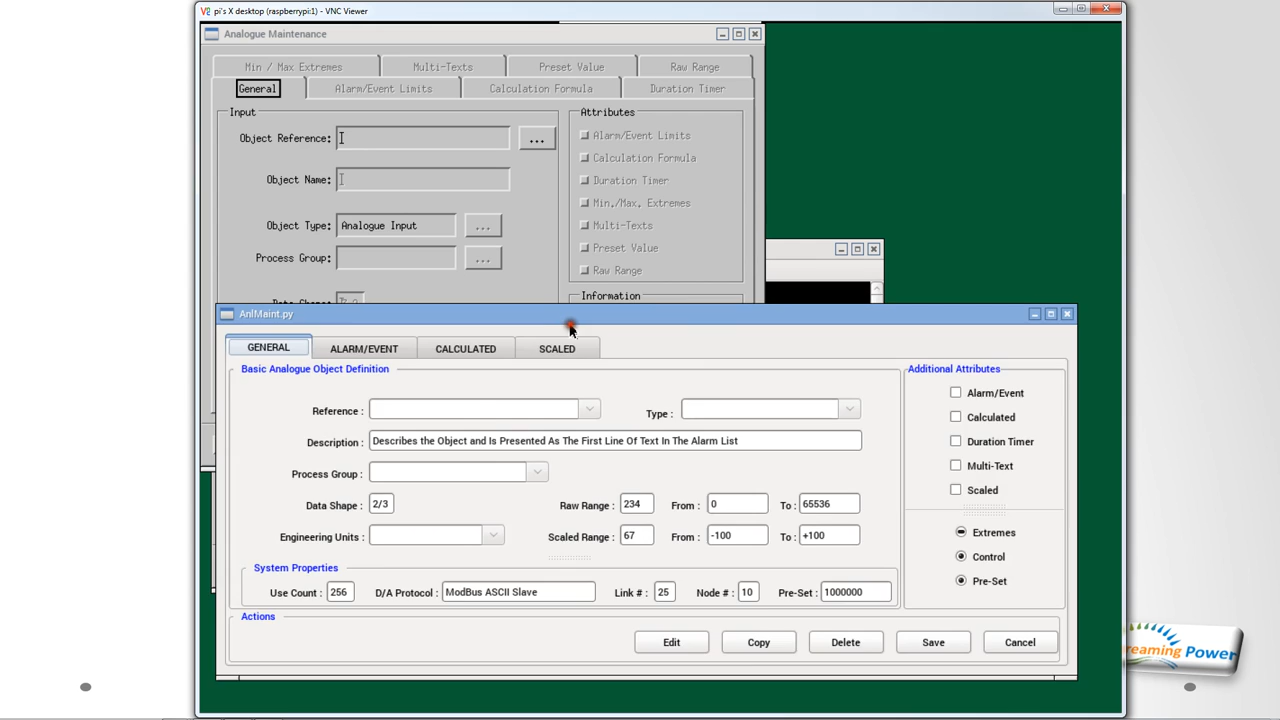 pi's X desktop (raspberrypi:1) - VNC Viewer
Analogue Maintenance
Min / Max Extremes Multi-Texts Preset Value Raw Range
General Alarm/Event Limits Calculation Formula Duration Timer
Input
Object Reference: ...
Object Name:
Object Type: Analogue Input ...
Process Group: ...
Attributes
Alarm/Event Limits
Calculation Formula
Duration Timer
Min./Max. Extremes
Multi-Texts
Preset Value
Raw Range
Information
AnlMaint.py
GENERAL ALARM/EVENT CALCULATED SCALED
Basic Analogue Object Definition
Reference : Type :
Description : Describes the Object and Is Presented As The First Line Of Text In The Alarm List
Process Group :
Data Shape : 2/3 Raw Range : 234 From : 0 To : 65536
Engineering Units : Scaled Range : 67 From : -100 To : +100
System Properties
Use Count : 256 D/A Protocol : ModBus ASCII Slave Link # : 25 Node # : 10 Pre-Set : 1000000
Additional Attributes
Alarm/Event
Calculated
Duration Timer
Multi-Text
Scaled
Extremes
Control
Pre-Set
Actions
Edit Copy Delete Save Cancel
reaming Power